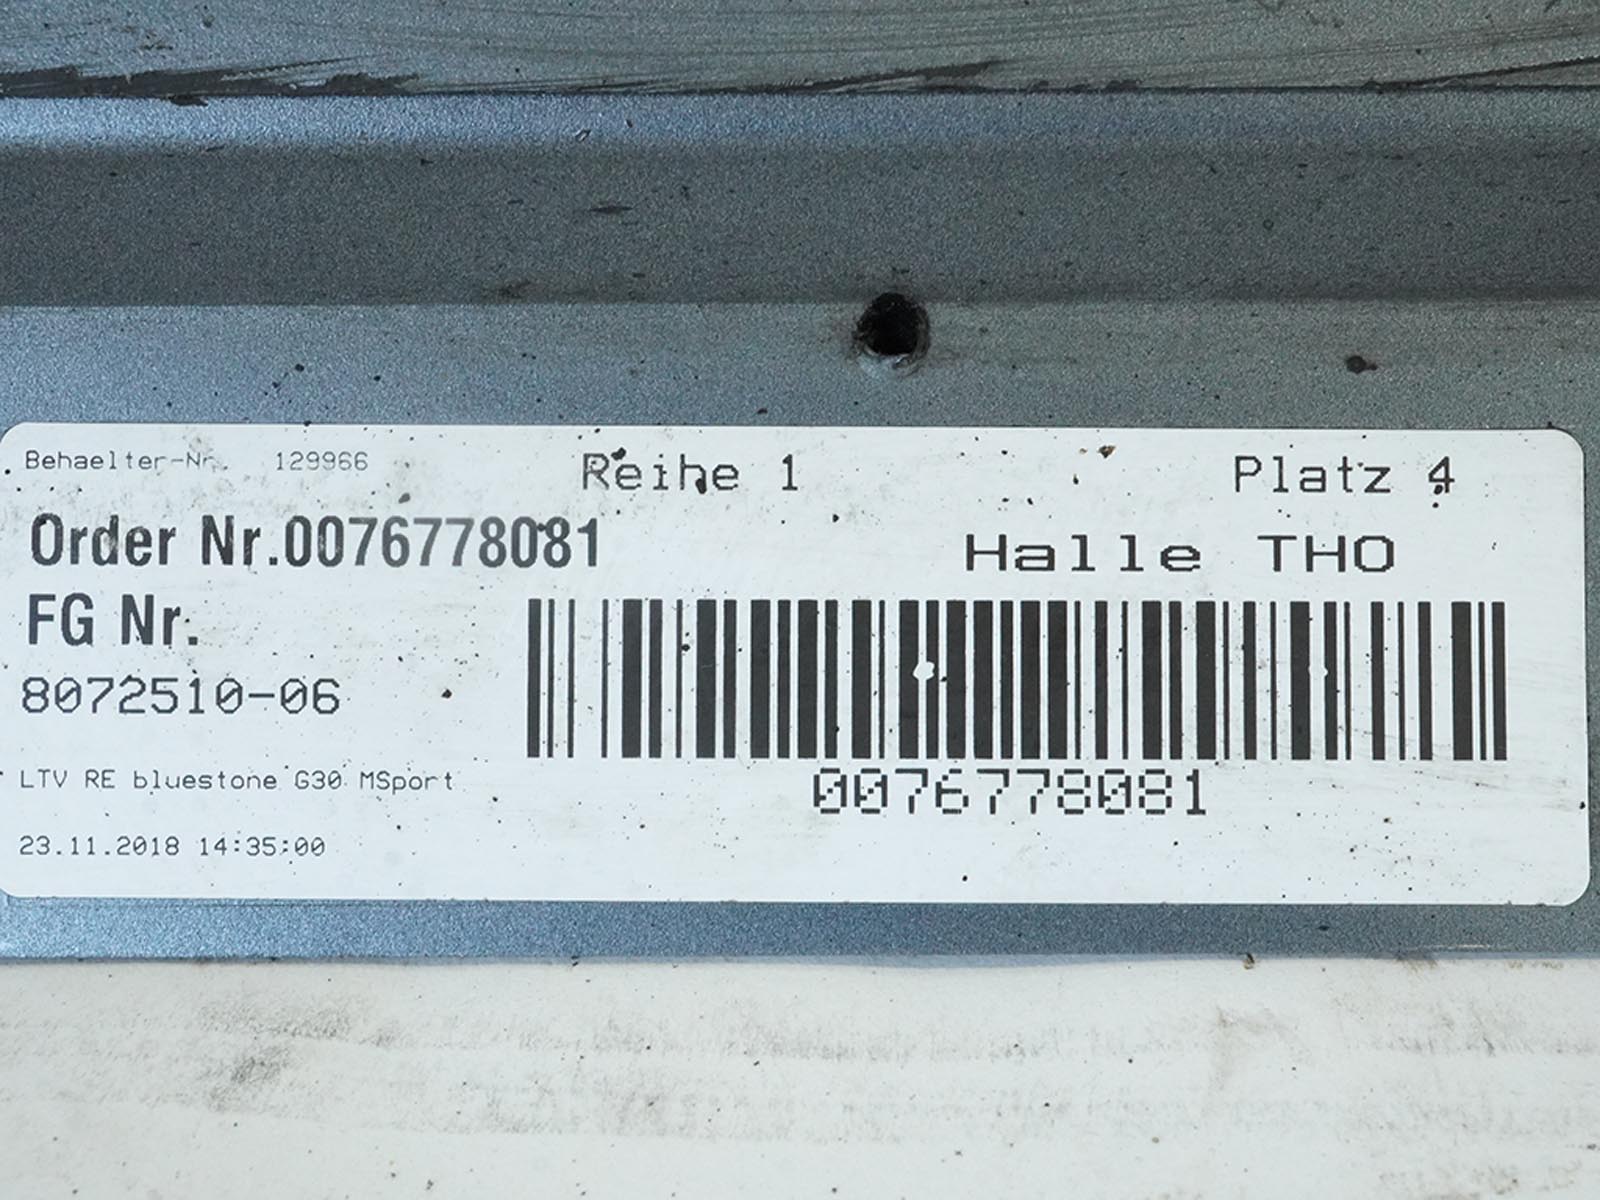 Behaelter-Nr. 129966 Reihe 1 Platz 4
Order Nr.0076778081 Halle THO
FG Nr.
8072510-06
LTV RE bluestone G30 MSport
0076778081
23.11.2018 14:35:00